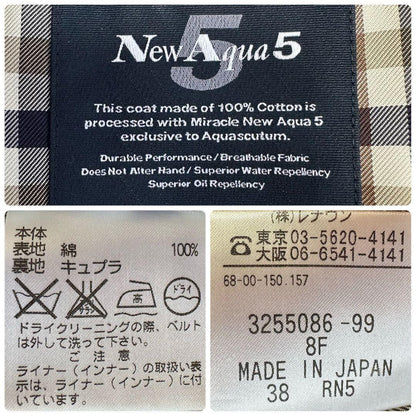 New Aqua 5
This coat made of 100% Cotton is
processed with Miracle New Aqua 5
exclusive to Aquascutum.
Durable Performance / Breathable Fabric
Does Not Alter Hand / Superior Water Repellency
Superior Oil Repellency
本体
表地 綿 100%
裏地 キュプラ
高 ドライ
ドライクリーニングの際、ベルト
は外して洗って下さい。
ご注意
ライナー(インナー)の取扱い表
示は、ライナー(インナー)に付い
ています。
(株)レナウン
東京03-5620-4141
大阪06-6541-4141
68-00-150.157
3255086-99
8F
MADE IN JAPAN
38 RN5